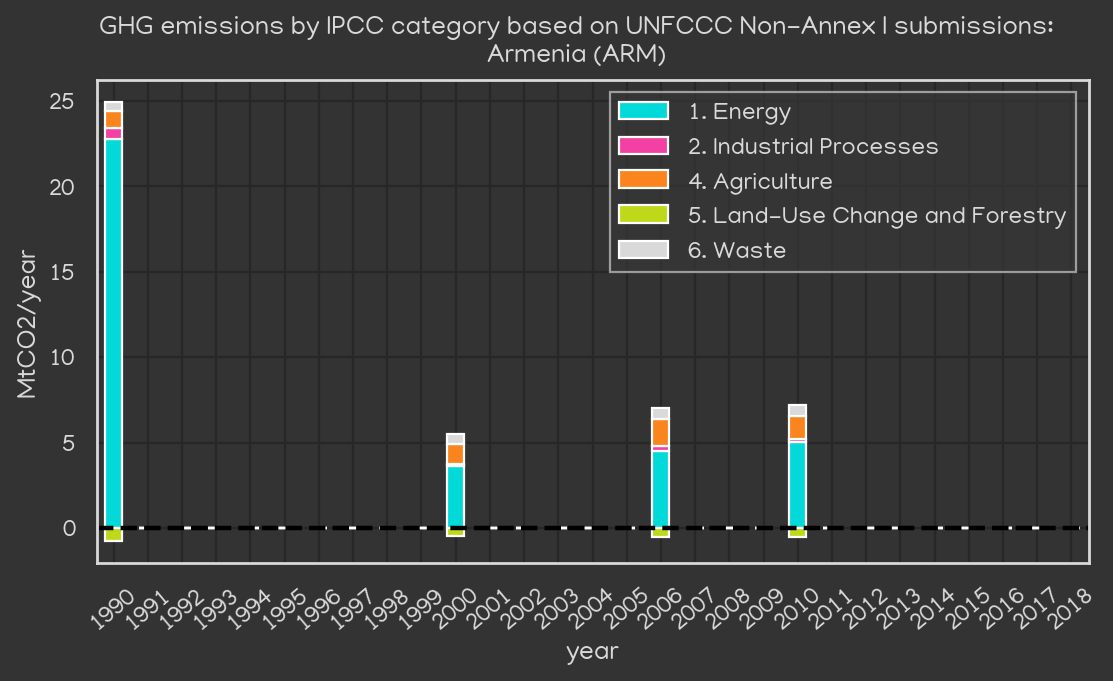 GHG emissions by IPCC category based on UNFCCC Non-Annex I submissions:
Armenia (ARM)
25
20
15
10
5
0
MtCO2/year
1. Energy
2. Industrial Processes
4. Agriculture
5. Land-Use Change and Forestry
6. Waste
1990 1991 1992 1993 1994 1995 1996 1997 1998 1999 2000 2001 2002 2003 2004 2005 2006 2007 2008 2009 2010 2011 2012 2013 2014 2015 2016 2017 2018
year